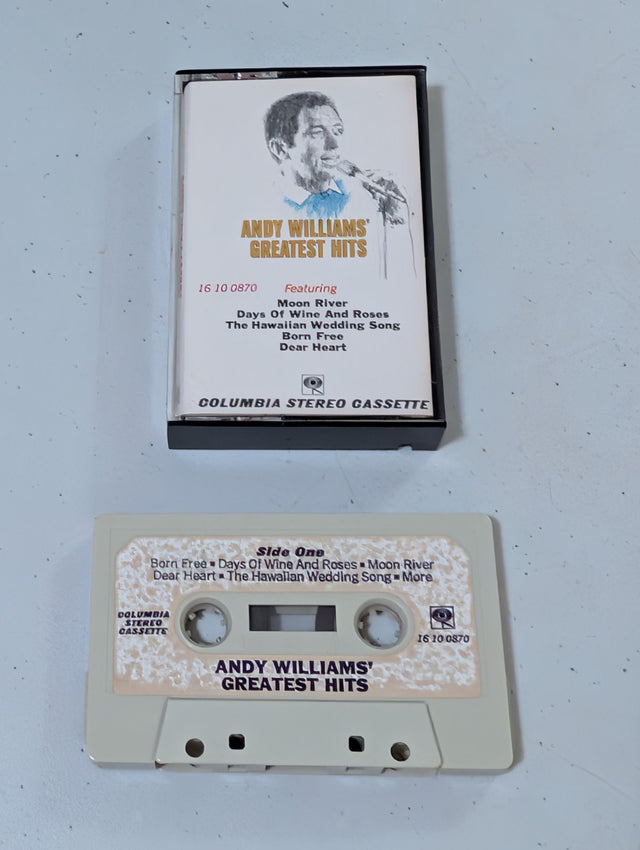 ANDY WILLIAMS'
GREATEST HITS
16 10 0870 Featuring
Moon River
Days Of Wine And Roses
The Hawaiian Wedding Song
Born Free
Dear Heart
COLUMBIA STEREO CASSETTE
Side One
Born Free ▪ Days Of Wine And Roses ▪ Moon River
Dear Heart ▪ The Hawaiian Wedding Song ▪ More
COLUMBIA
STEREO
CASSETTE
16 10 0870
ANDY WILLIAMS'
GREATEST HITS